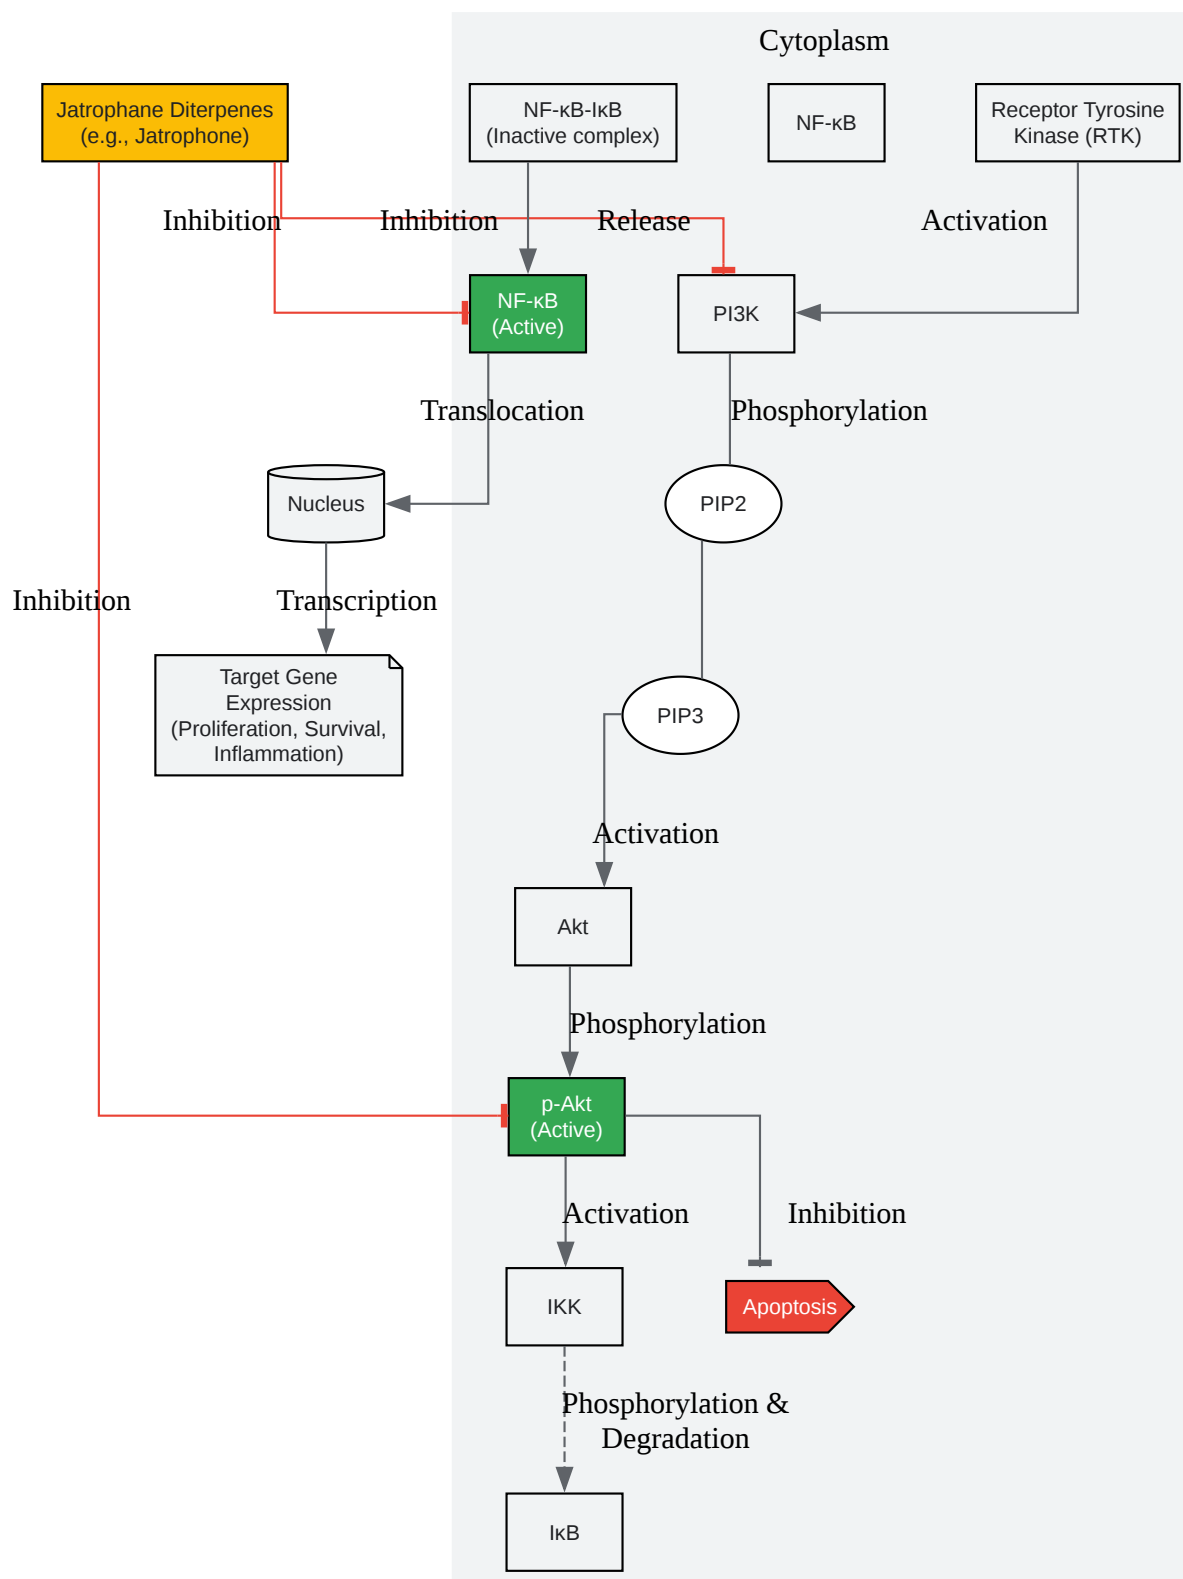 Cytoplasm
Jatrophane Diterpenes
(e.g., Jatrophone)
NF-κB-IκB
(Inactive complex)
NF-κB
Receptor Tyrosine
Kinase (RTK)
Inhibition
Inhibition
Release
Activation
NF-κB
(Active)
PI3K
Translocation
Phosphorylation
Nucleus
PIP2
Inhibition
Transcription
Target Gene
Expression
(Proliferation, Survival,
Inflammation)
PIP3
Activation
Akt
Phosphorylation
p-Akt
(Active)
Activation
Inhibition
IKK
Apoptosis
Phosphorylation &
Degradation
IκB